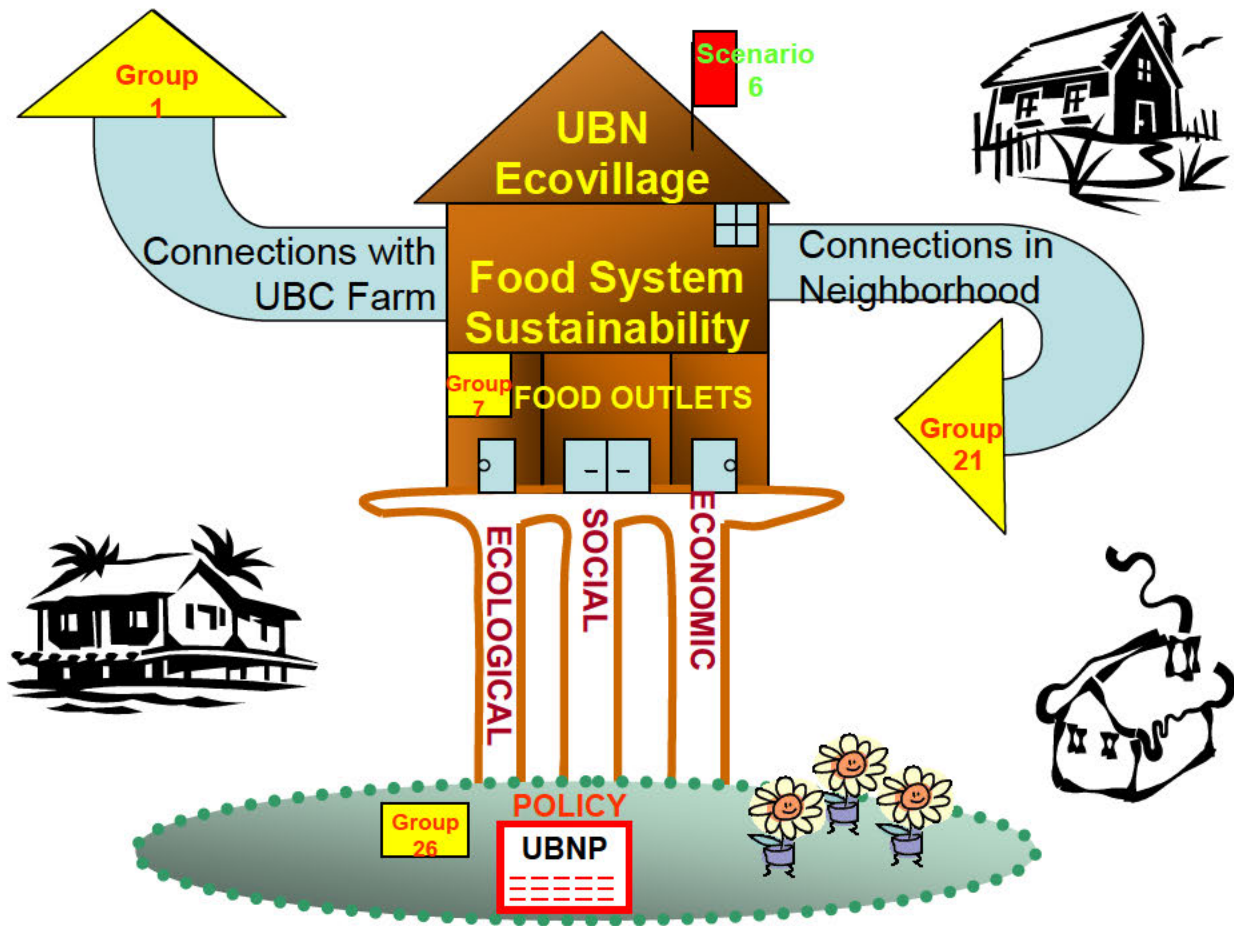 Group
1
Scenario
6
UBN
Ecovillage
Connections with
UBC Farm
Food System
Sustainability
Connections in
Neighborhood
Group
7
FOOD OUTLETS
Group
21
ECOLOGICAL
SOCIAL
ECONOMIC
POLICY
Group
26
UBNP